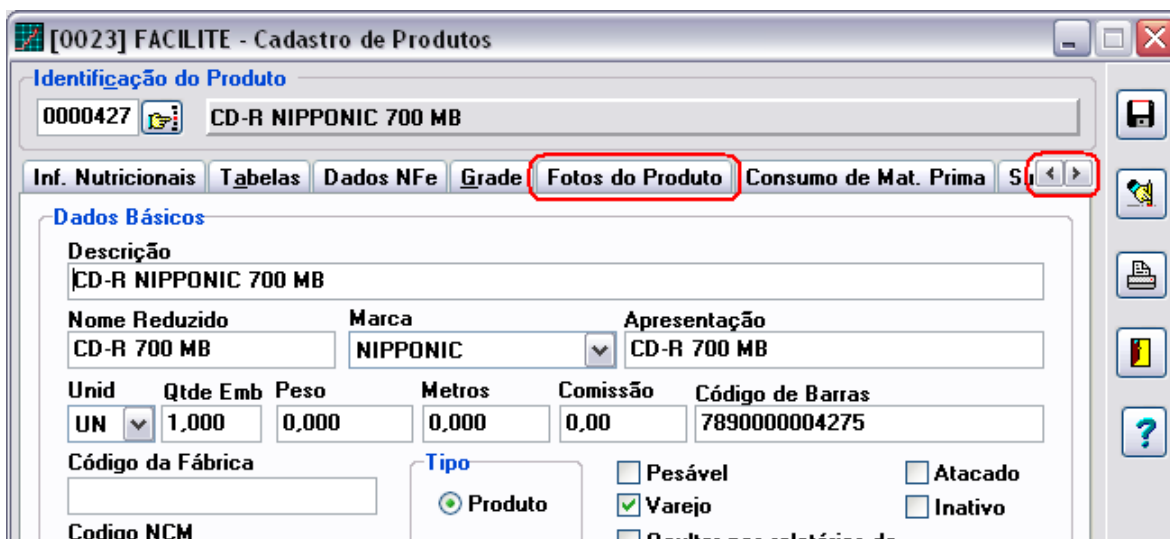 [0023] FACILITE - Cadastro de Produtos
Identificação do Produto
0000427 CD-R NIPPONIC 700 MB
Inf. Nutricionais Tabelas Dados NFe Grade Fotos do Produto Consumo de Mat. Prima
Dados Básicos
Descrição
CD-R NIPPONIC 700 MB
Nome Reduzido Marca Apresentação
CD-R 700 MB NIPPONIC CD-R 700 MB
Unid Qtde Emb Peso Metros Comissão Código de Barras
UN 1,000 0,000 0,000 0,00 7890000004275
Código da Fábrica Tipo Pesável Atacado
Produto Varejo Inativo
Codigo NCM